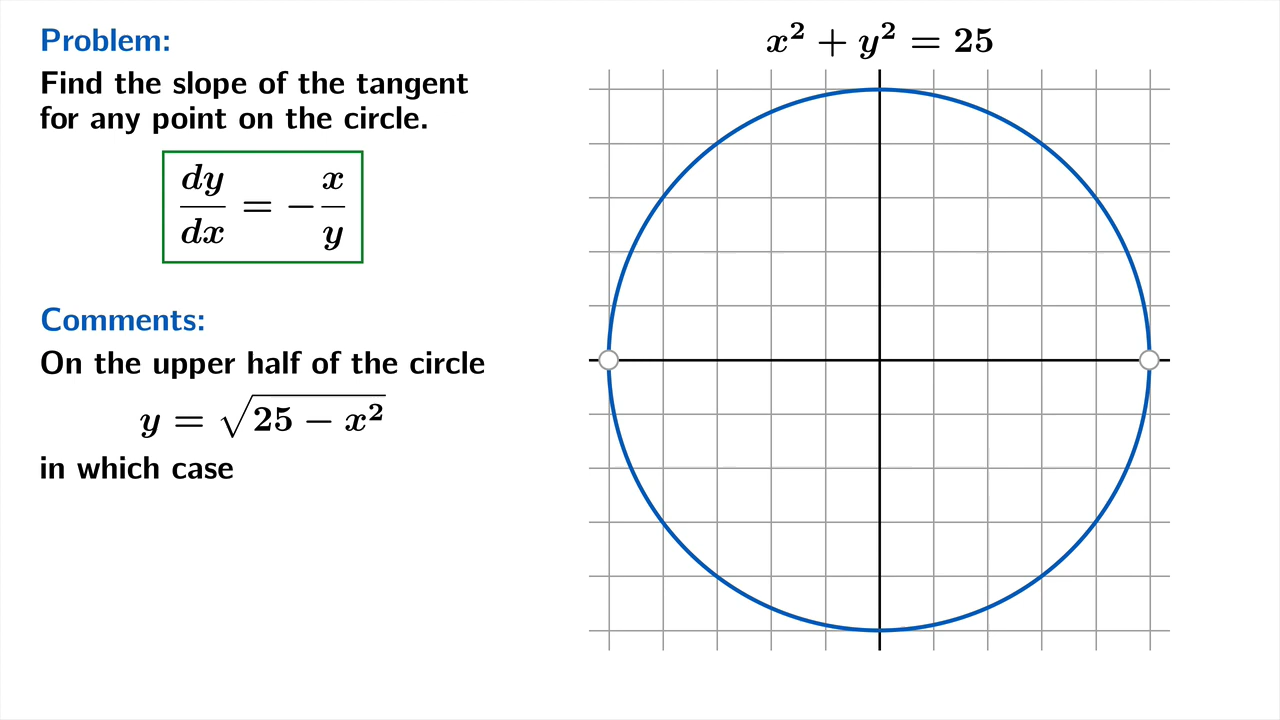 Problem:
Find the slope of the tangent
for any point on the circle.
dy/dx = -x/y
Comments:
On the upper half of the circle
y = √(25 − x²)
in which case
x² + y² = 25